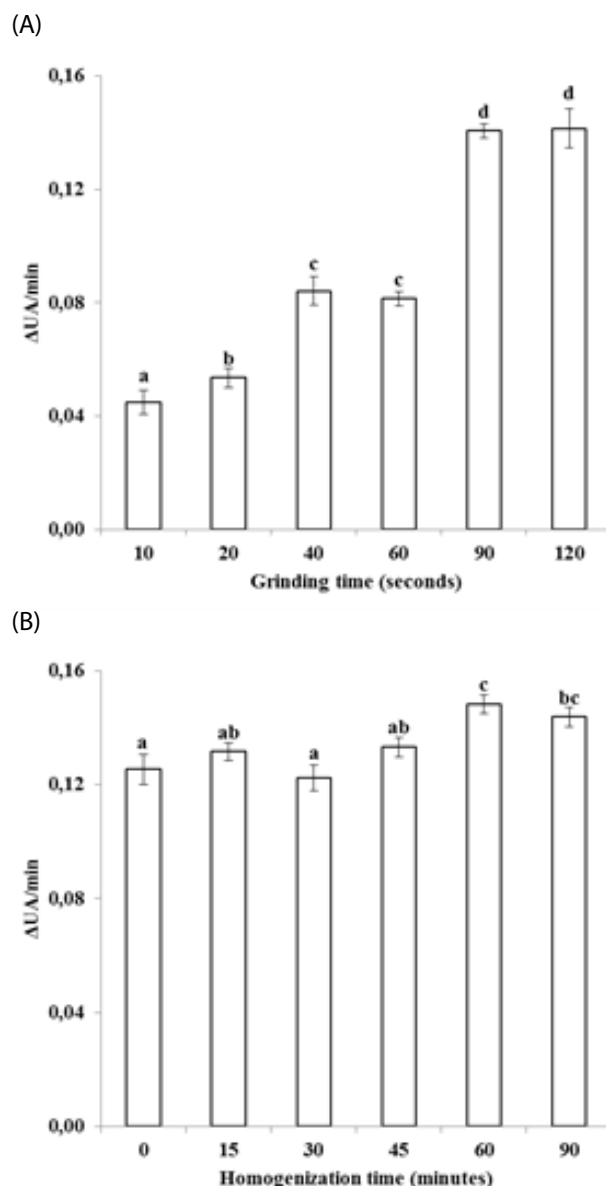 (A)
0,16
0,12
0,08
0,04
0,00
ΔUA/min
a
b
c
c
d
d
10 20 40 60 90 120
Grinding time (seconds)
(B)
0,16
0,12
0,08
0,04
0,00
ΔUA/min
a
ab
a
ab
c
bc
0 15 30 45 60 90
Homogenization time (minutes)